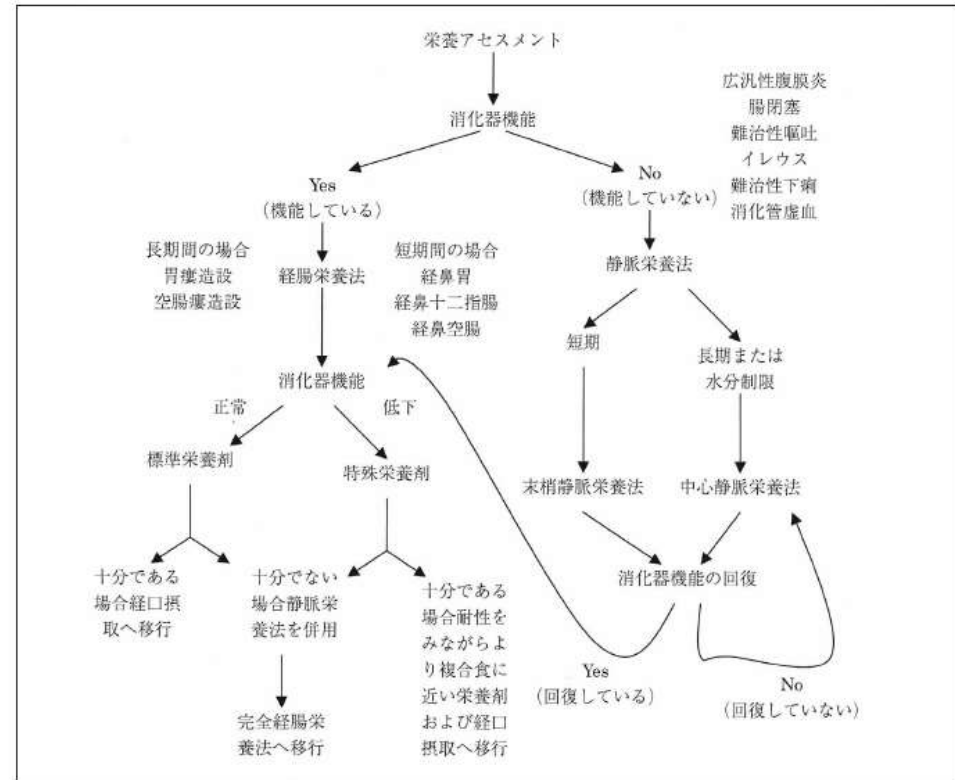 栄養アセスメント
消化器機能
広汎性腹膜炎
腸閉塞
難治性嘔吐
イレウス
難治性下痢
消化管虚血
Yes
（機能している）
No
（機能していない）
長期間の場合
胃瘻造設
空腸瘻造設
経腸栄養法
短期間の場合
経鼻胃
経鼻十二指腸
経鼻空腸
静脈栄養法
短期
長期または
水分制限
消化器機能
正常
低下
標準栄養剤
特殊栄養剤
末梢静脈栄養法
中心静脈栄養法
消化器機能の回復
十分である
場合経口摂
取へ移行
十分でない
場合静脈栄
養法を併用
十分である
場合耐性を
みながらよ
り複合食に
近い栄養剤
および経口
摂取へ移行
完全経腸栄
養法へ移行
Yes
（回復している）
No
（回復していない）